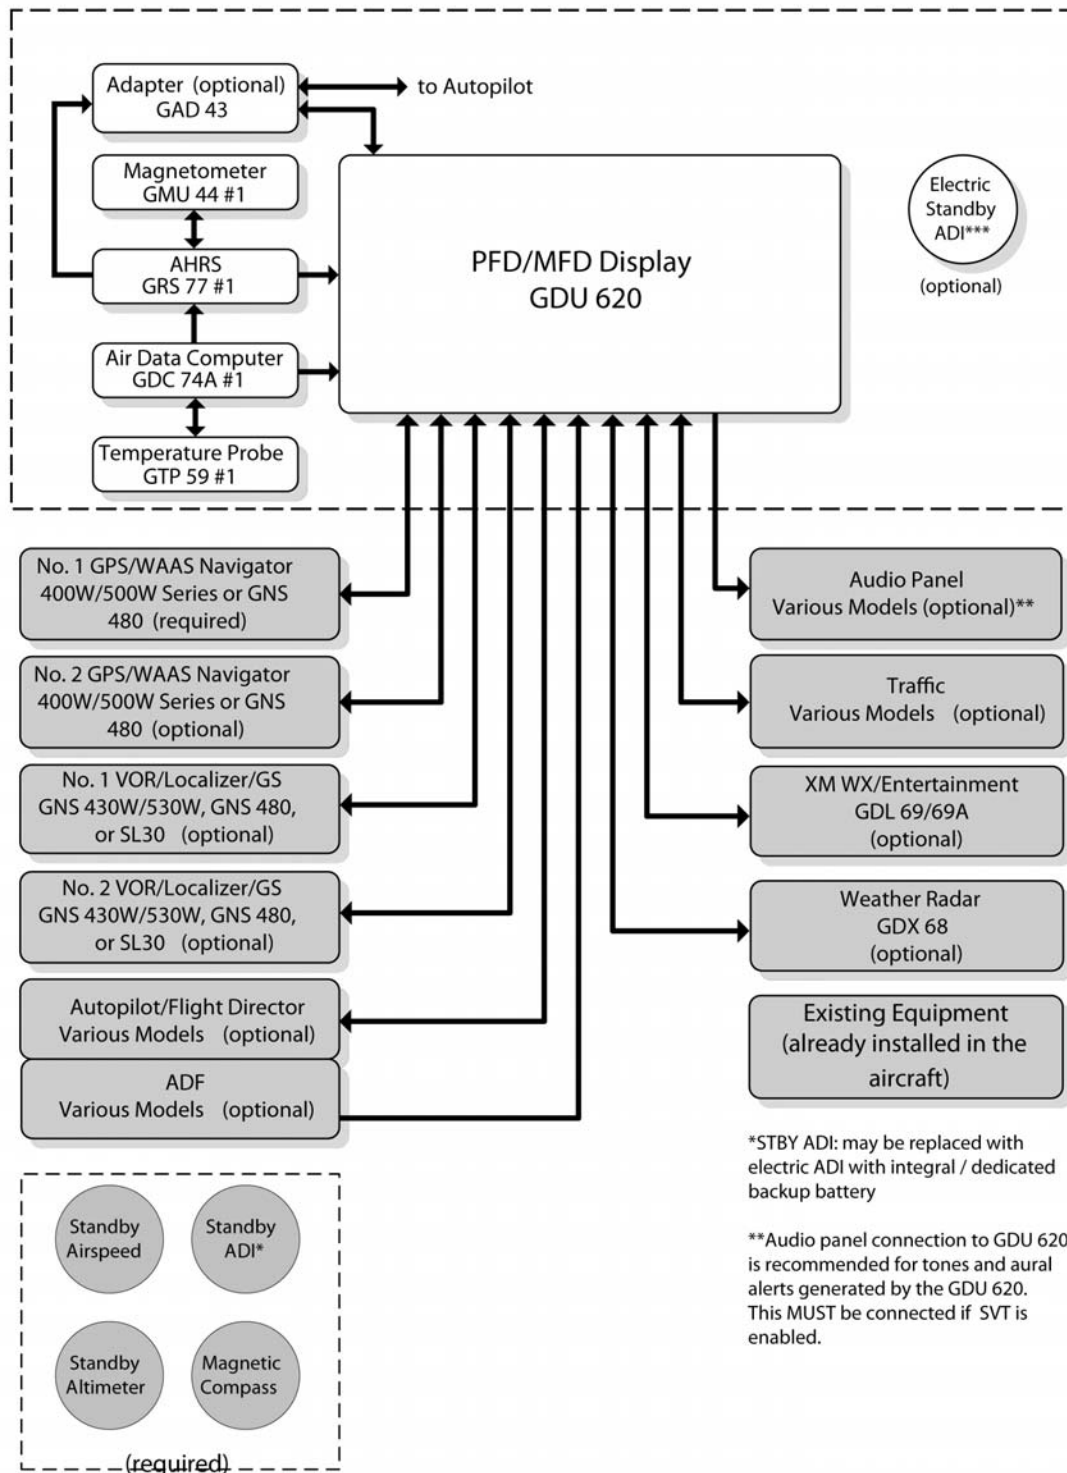 Adapter (optional)
GAD 43
to Autopilot
Magnetometer
GMU 44 #1
AHRS
GRS 77 #1
Air Data Computer
GDC 74A #1
Temperature Probe
GTP 59 #1
PFD/MFD Display
GDU 620
Electric
Standby
ADI***
(optional)
No. 1 GPS/WAAS Navigator
400W/500W Series or GNS
480 (required)
No. 2 GPS/WAAS Navigator
400W/500W Series or GNS
480 (optional)
No. 1 VOR/Localizer/GS
GNS 430W/530W, GNS 480,
or SL30 (optional)
No. 2 VOR/Localizer/GS
GNS 430W/530W, GNS 480,
or SL30 (optional)
Autopilot/Flight Director
Various Models (optional)
ADF
Various Models (optional)
Audio Panel
Various Models (optional)**
Traffic
Various Models (optional)
XM WX/Entertainment
GDL 69/69A
(optional)
Weather Radar
GDX 68
(optional)
Existing Equipment
(already installed in the
aircraft)
*STBY ADI: may be replaced with
electric ADI with integral / dedicated
backup battery
**Audio panel connection to GDU 620
is recommended for tones and aural
alerts generated by the GDU 620.
This MUST be connected if SVT is
enabled.
Standby
Airspeed
Standby
ADI*
Standby
Altimeter
Magnetic
Compass
(required)